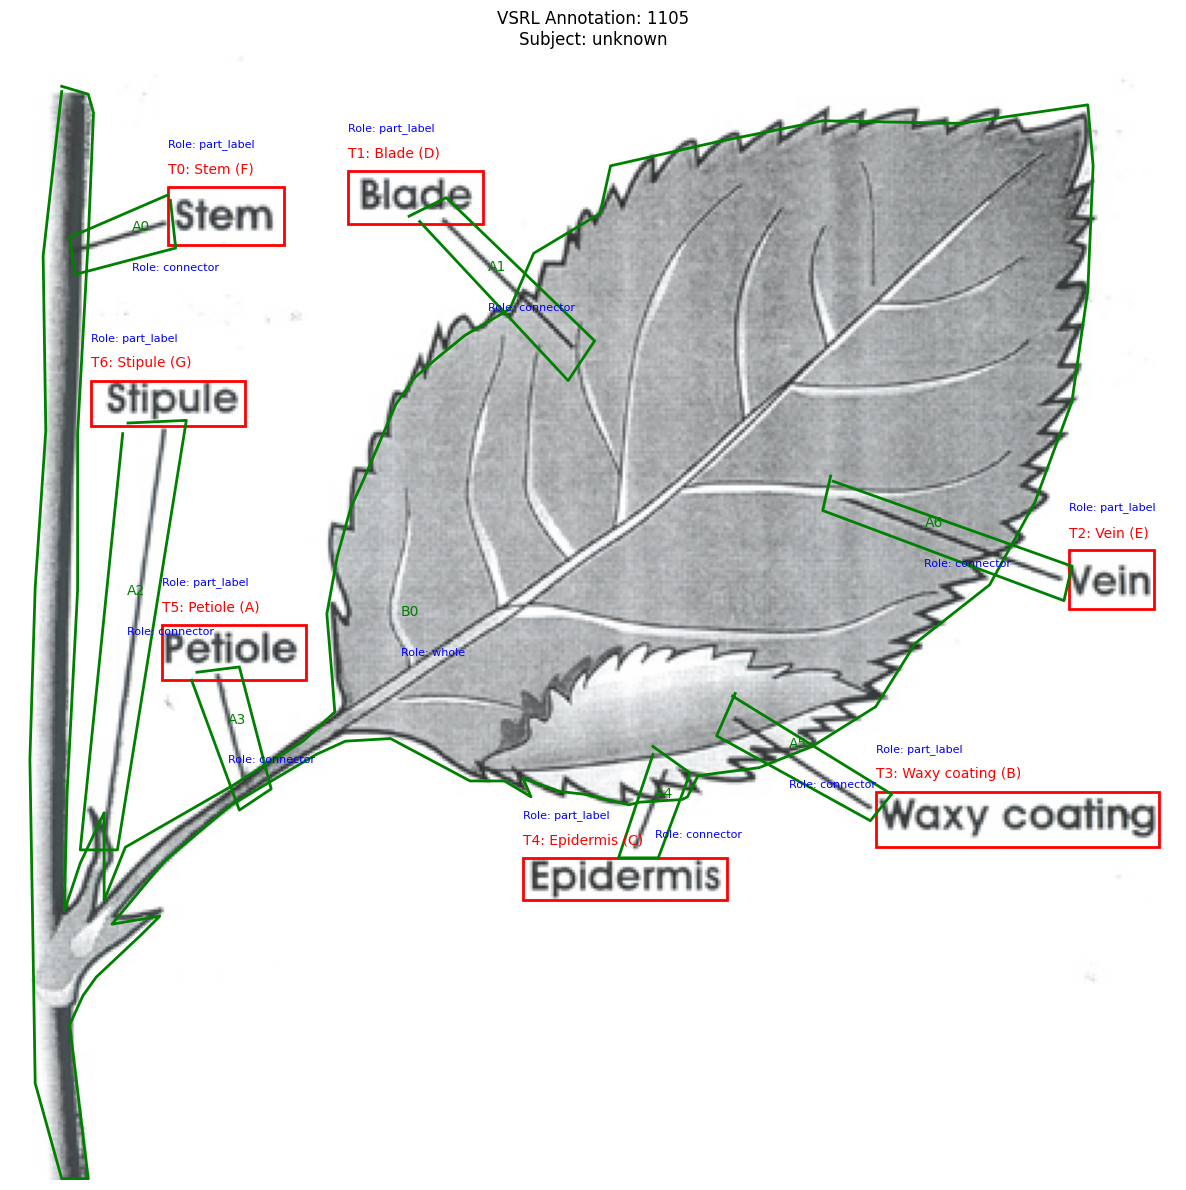 VSRL Annotation: 1105
Subject: unknown
Role: part_label
T1: Blade (D)
Blade
Role: part_label
T0: Stem (F)
Stem
A0
Role: connector
A1
Role: connector
Role: part_label
T6: Stipule (G)
Stipule
A2
Role: connector
Role: part_label
T5: Petiole (A)
Petiole
A3
Role: connector
B0
Role: whole
Role: part_label
T2: Vein (E)
Vein
A6
Role: connector
Role: part_label
T3: Waxy coating (B)
Waxy coating
A5
Role: connector
A4
Role: connector
Role: part_label
T4: Epidermis (C)
Epidermis